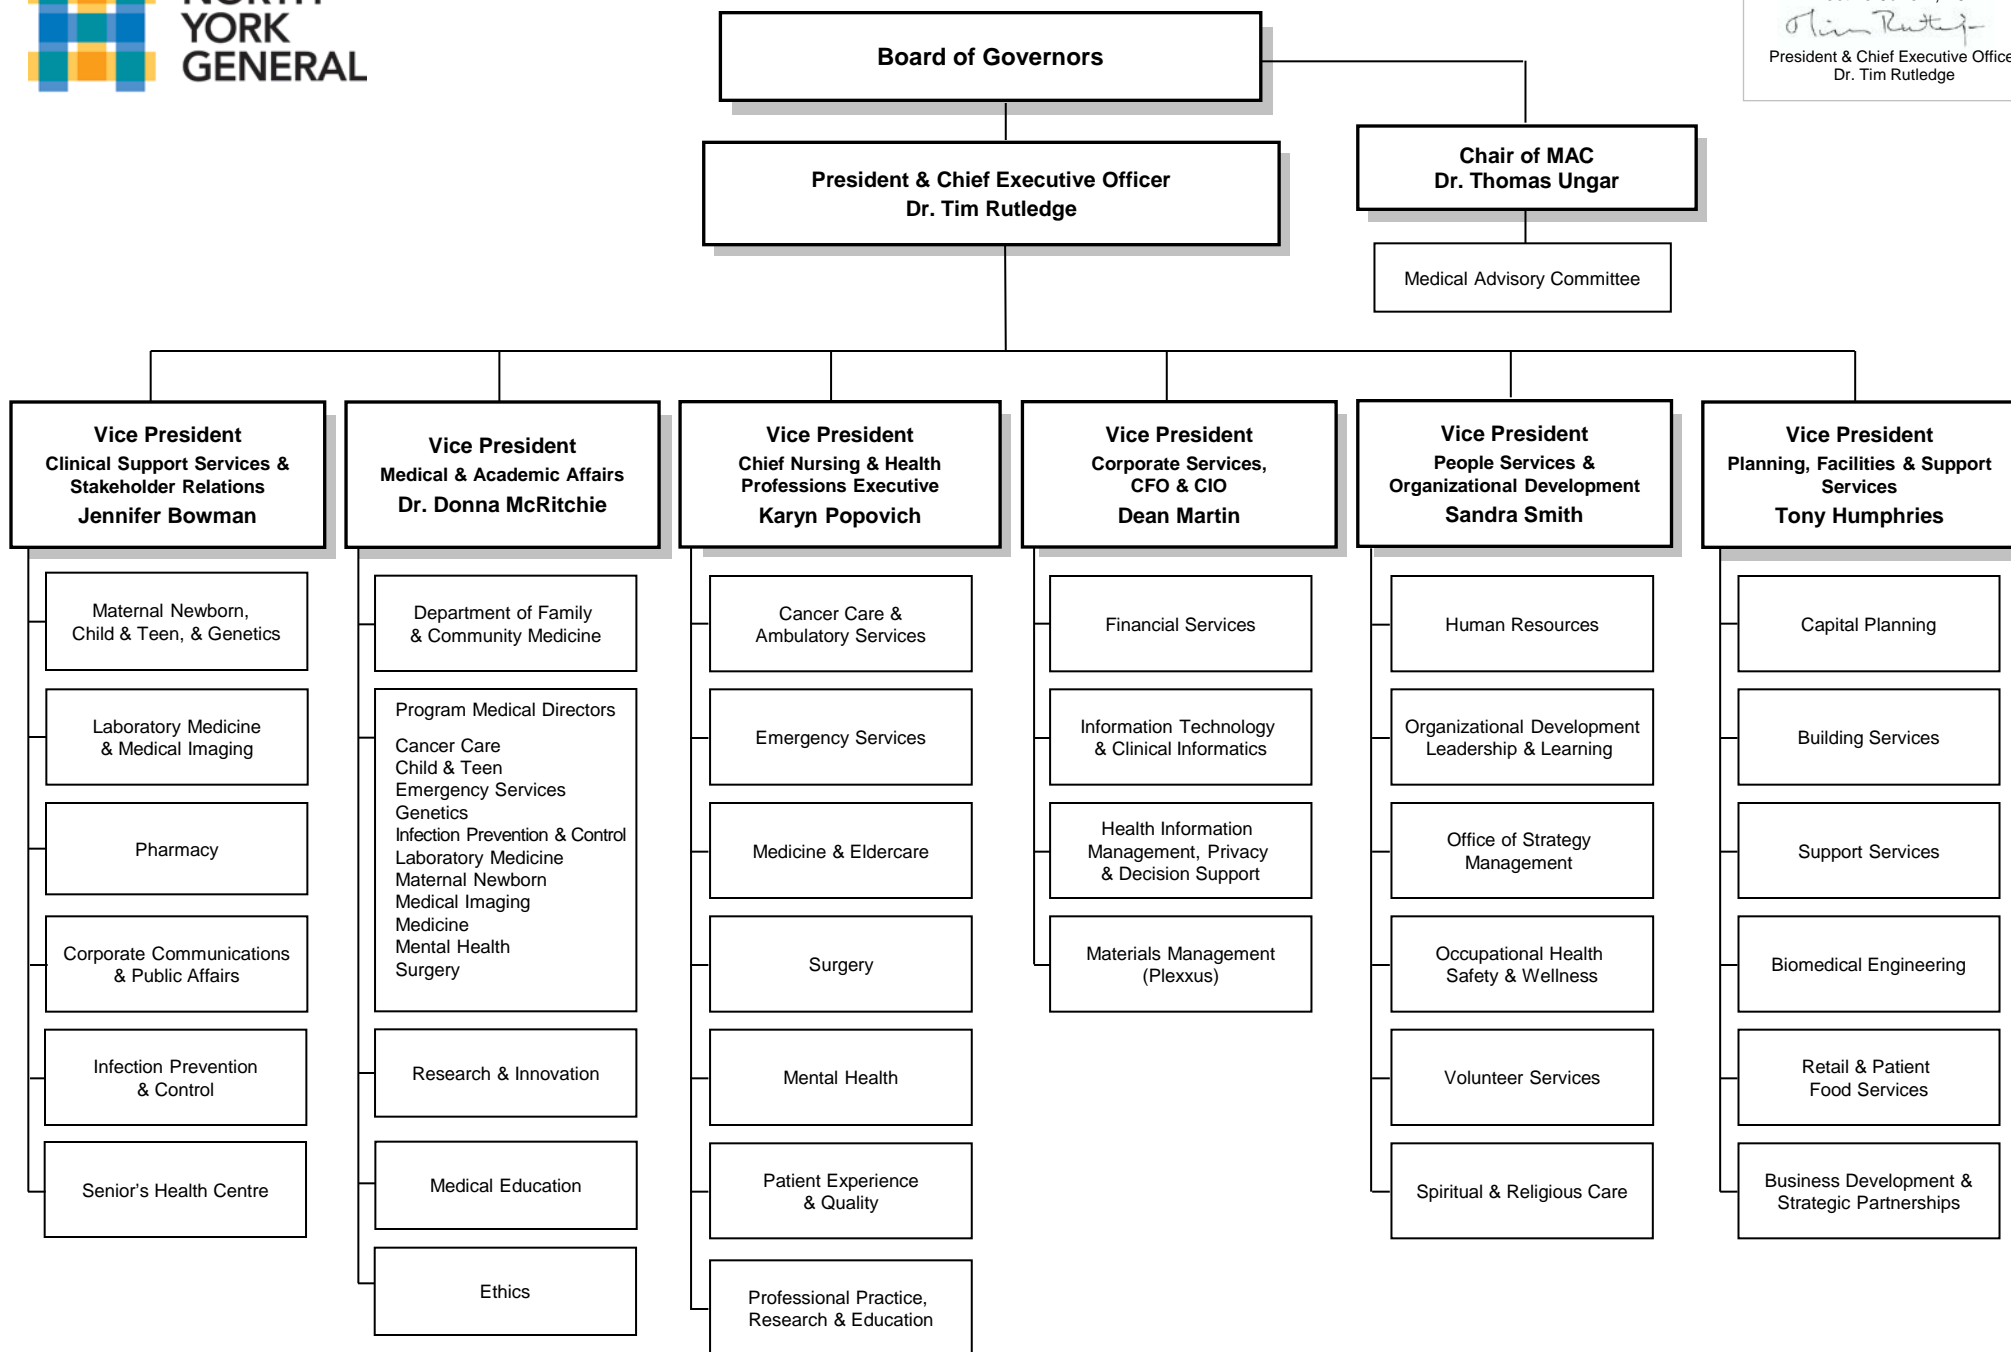 NORTH
YORK
GENERAL
President & Chief Executive Office
Dr. Tim Rutledge
Board of Governors
President & Chief Executive Officer
Dr. Tim Rutledge
Chair of MAC
Dr. Thomas Ungar
Medical Advisory Committee
Vice President
Clinical Support Services &
Stakeholder Relations
Jennifer Bowman
Maternal Newborn,
Child & Teen, & Genetics
Laboratory Medicine
& Medical Imaging
Pharmacy
Corporate Communications
& Public Affairs
Infection Prevention
& Control
Senior’s Health Centre
Vice President
Medical & Academic Affairs
Dr. Donna McRitchie
Department of Family
& Community Medicine
Program Medical Directors
Cancer Care
Child & Teen
Emergency Services
Genetics
Infection Prevention & Control
Laboratory Medicine
Maternal Newborn
Medical Imaging
Medicine
Mental Health
Surgery
Research & Innovation
Medical Education
Ethics
Vice President
Chief Nursing & Health
Professions Executive
Karyn Popovich
Cancer Care &
Ambulatory Services
Emergency Services
Medicine & Eldercare
Surgery
Mental Health
Patient Experience
& Quality
Professional Practice,
Research & Education
Vice President
Corporate Services,
CFO & CIO
Dean Martin
Financial Services
Information Technology
& Clinical Informatics
Health Information
Management, Privacy
& Decision Support
Materials Management
(Plexxus)
Vice President
People Services &
Organizational Development
Sandra Smith
Human Resources
Organizational Development
Leadership & Learning
Office of Strategy
Management
Occupational Health
Safety & Wellness
Volunteer Services
Spiritual & Religious Care
Vice President
Planning, Facilities & Support
Services
Tony Humphries
Capital Planning
Building Services
Support Services
Biomedical Engineering
Retail & Patient
Food Services
Business Development &
Strategic Partnerships